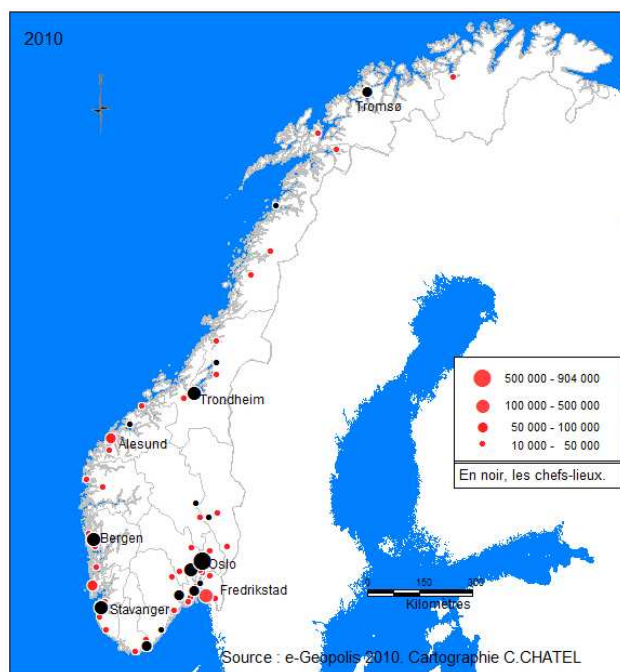 2010
Tromsø
500 000 - 904 000
100 000 - 500 000
50 000 - 100 000
10 000 - 50 000
En noir, les chefs-lieux.
Trondheim
Ålesund
Bergen
Oslo
Fredrikstad
Stavanger
0 150 300
Kilomètres
Source : e-Geopolis 2010. Cartographie C.CHATEL